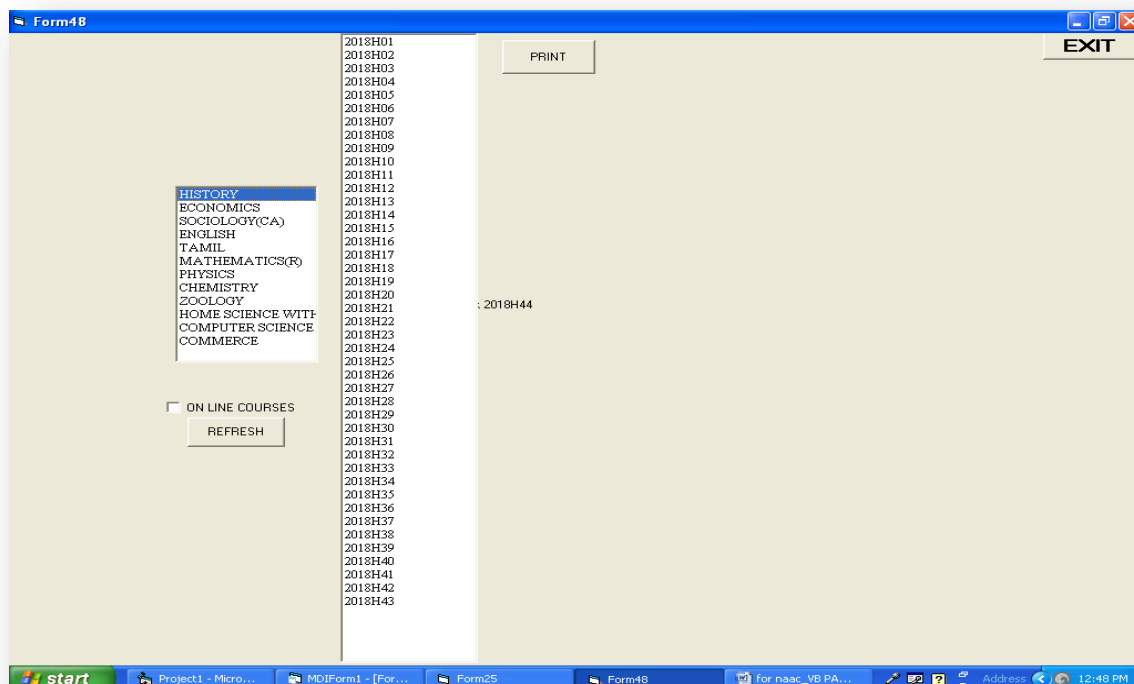 Form48
EXIT
PRINT
2018H01
2018H02
2018H03
2018H04
2018H05
2018H06
2018H07
2018H08
2018H09
2018H10
2018H11
2018H12
2018H13
2018H14
2018H15
2018H16
2018H17
2018H18
2018H19
2018H20
2018H21
2018H22
2018H23
2018H24
2018H25
2018H26
2018H27
2018H28
2018H29
2018H30
2018H31
2018H32
2018H33
2018H34
2018H35
2018H36
2018H37
2018H38
2018H39
2018H40
2018H41
2018H42
2018H43
HISTORY
ECONOMICS
SOCIOLOGY(CA)
ENGLISH
TAMIL
MATHEMATICS(R)
PHYSICS
CHEMISTRY
ZOOLOGY
HOME SCIENCE WITH
COMPUTER SCIENCE
COMMERCE
2018H44
ON LINE COURSES
REFRESH
start Project1 - Micro... MDIForm1 - [For... Form25 Form48 for naac_VB PA... Address 12:48 PM